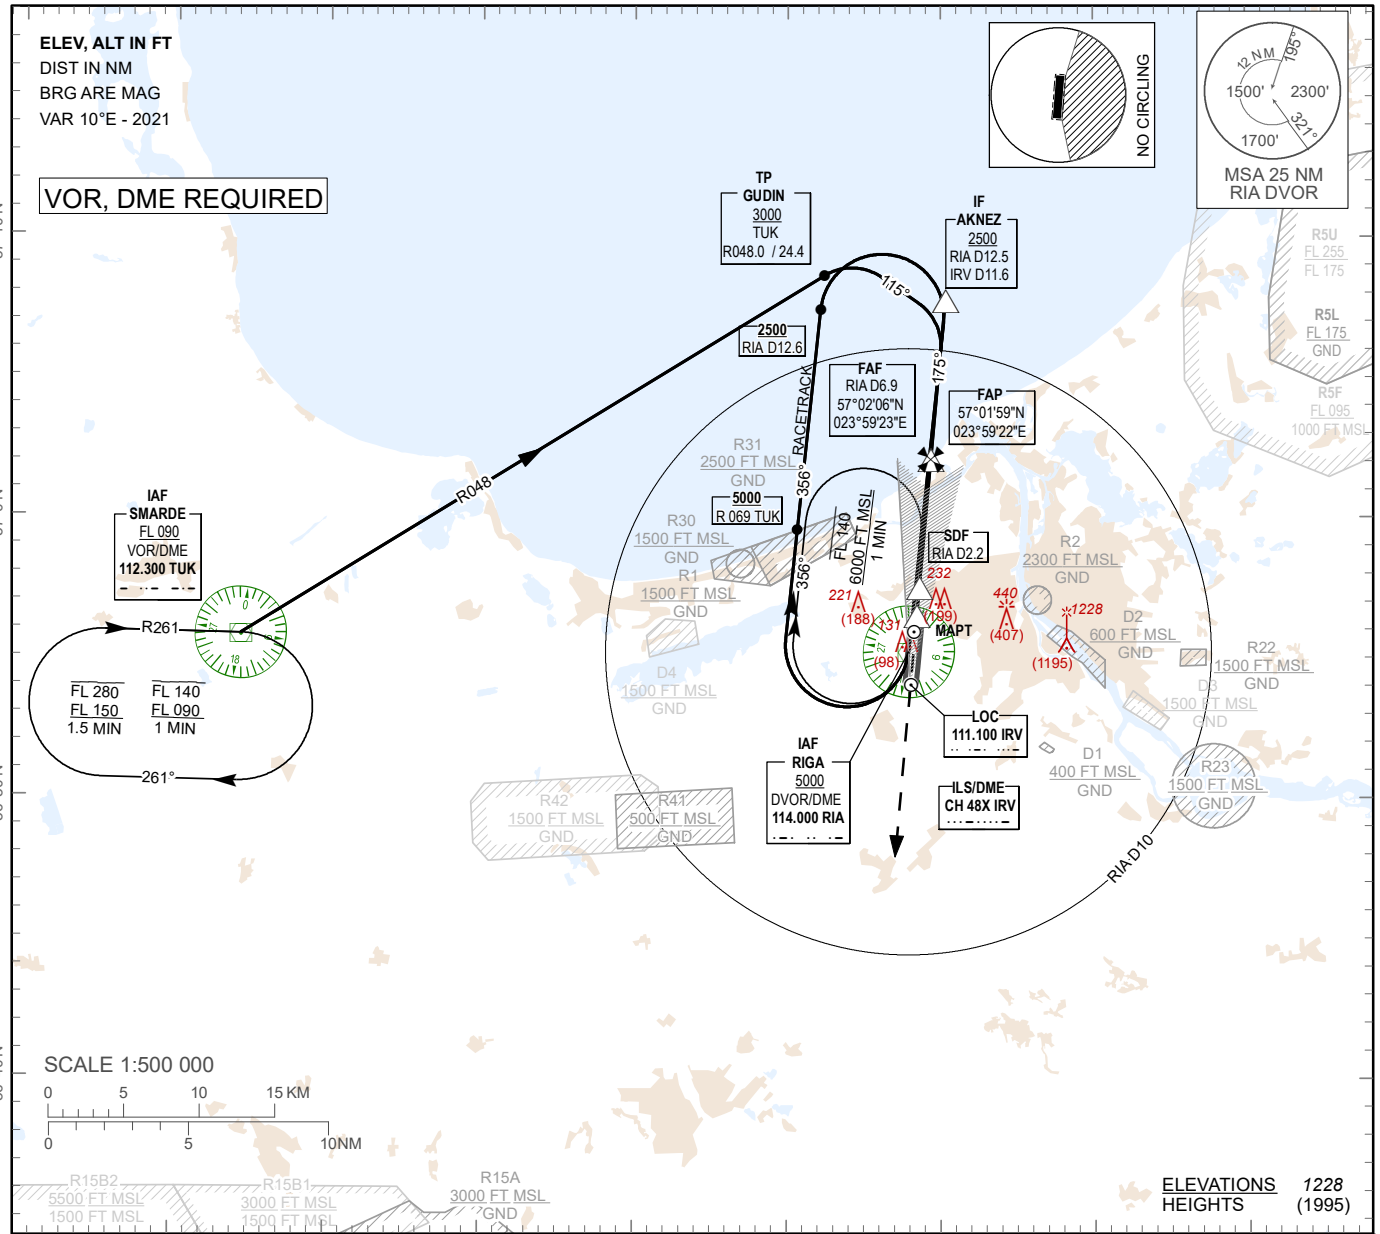 ELEV, ALT IN FT
DIST IN NM
BRG ARE MAG
VAR 10°E - 2021
VOR, DME REQUIRED
NO CIRCLING
12 NM
195°
1500'
2300'
321°
1700'
MSA 25 NM
RIA DVOR
TP
GUDIN
3000
TUK
R048.0 / 24.4
IF
AKNEZ
2500
RIA D12.5
IRV D11.6
R5U
FL 255
FL 175
R5L
FL 175
GND
R5F
FL 095
1000 FT MSL
115°
2500
RIA D12.6
175°
FAF
RIA D6.9
57°02'06"N
023°59'23"E
FAP
57°01'59"N
023°59'22"E
RACETRACK
356°
R31
2500 FT MSL
GND
5000
R 069 TUK
R048
IAF
SMARDE
FL 090
VOR/DME
112.300 TUK
R30
1500 FT MSL
GND
R1
1500 FT MSL
GND
356°
FL 140
6000 FT MSL
1 MIN
SDF
RIA D2.2
R2
2300 FT MSL
GND
232
(199)
221
(188)
131
(98)
440
(407)
1228
(1195)
MAPT
D2
600 FT MSL
GND
R22
1500 FT MSL
GND
D3
1500 FT MSL
GND
D4
1500 FT MSL
GND
0
27
18
9
R261
FL 280
FL 150
1.5 MIN
FL 140
FL 090
1 MIN
261°
27
9
LOC
111.100 IRV
D1
400 FT MSL
GND
R23
1500 FT MSL
GND
IAF
RIGA
5000
DVOR/DME
114.000 RIA
ILS/DME
CH 48X IRV
R42
1500 FT MSL
GND
R41
500 FT MSL
GND
RIA D10
SCALE 1:500 000
0 5 10 15 KM
0 5 10NM
R15B2
5500 FT MSL
1500 FT MSL
R15B1
3000 FT MSL
1500 FT MSL
R15A
3000 FT MSL
GND
ELEVATIONS 1228
HEIGHTS (1995)